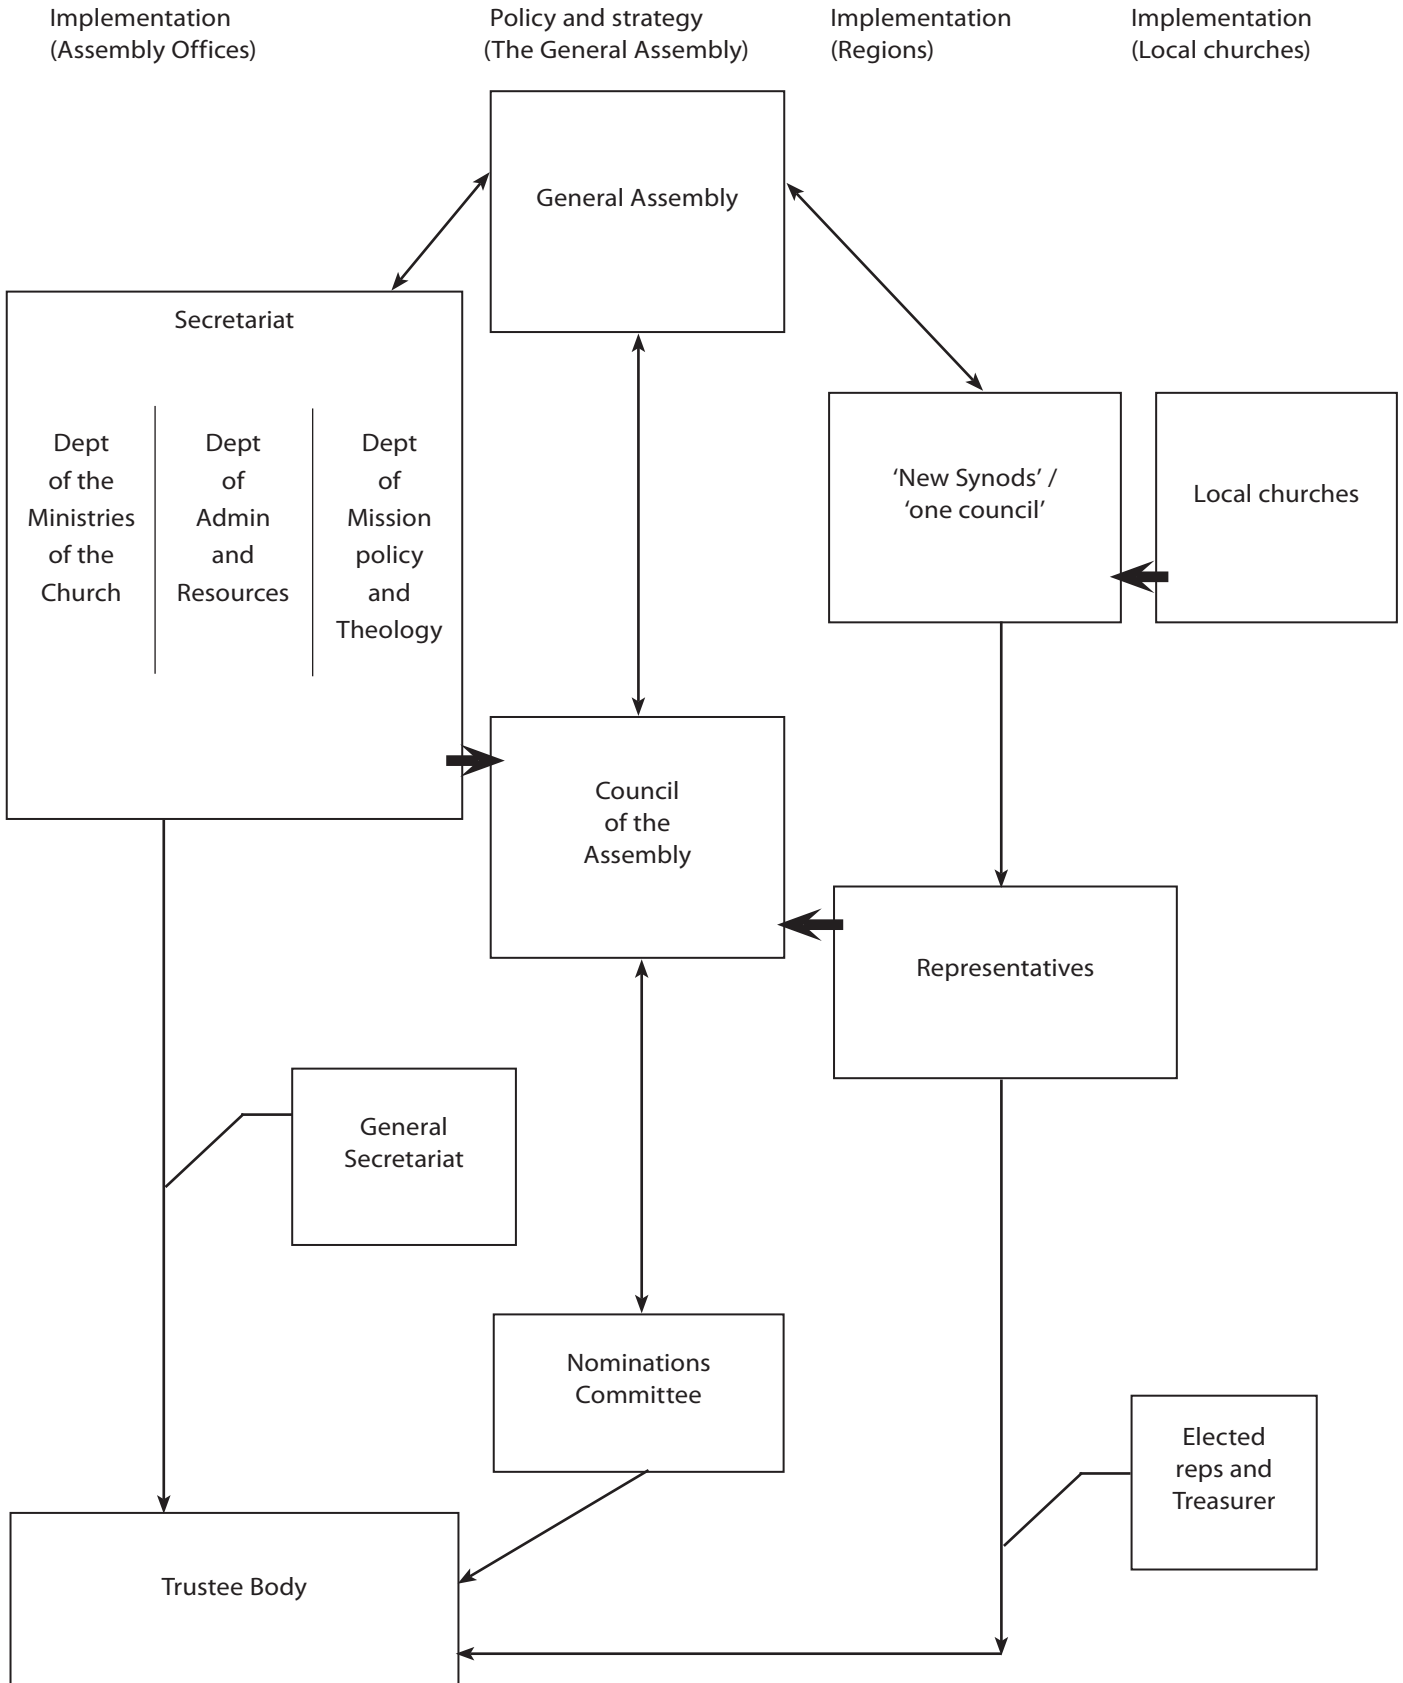 Implementation
(Assembly Offices)
Policy and strategy
(The General Assembly)
Implementation
(Regions)
Implementation
(Local churches)
General Assembly
Secretariat
Dept
of the
Ministries
of the
Church
Dept
of
Admin
and
Resources
Dept
of
Mission
policy
and
Theology
‘New Synods’ /
‘one council’
Local churches
Council
of the
Assembly
Representatives
General
Secretariat
Nominations
Committee
Elected
reps and
Treasurer
Trustee Body